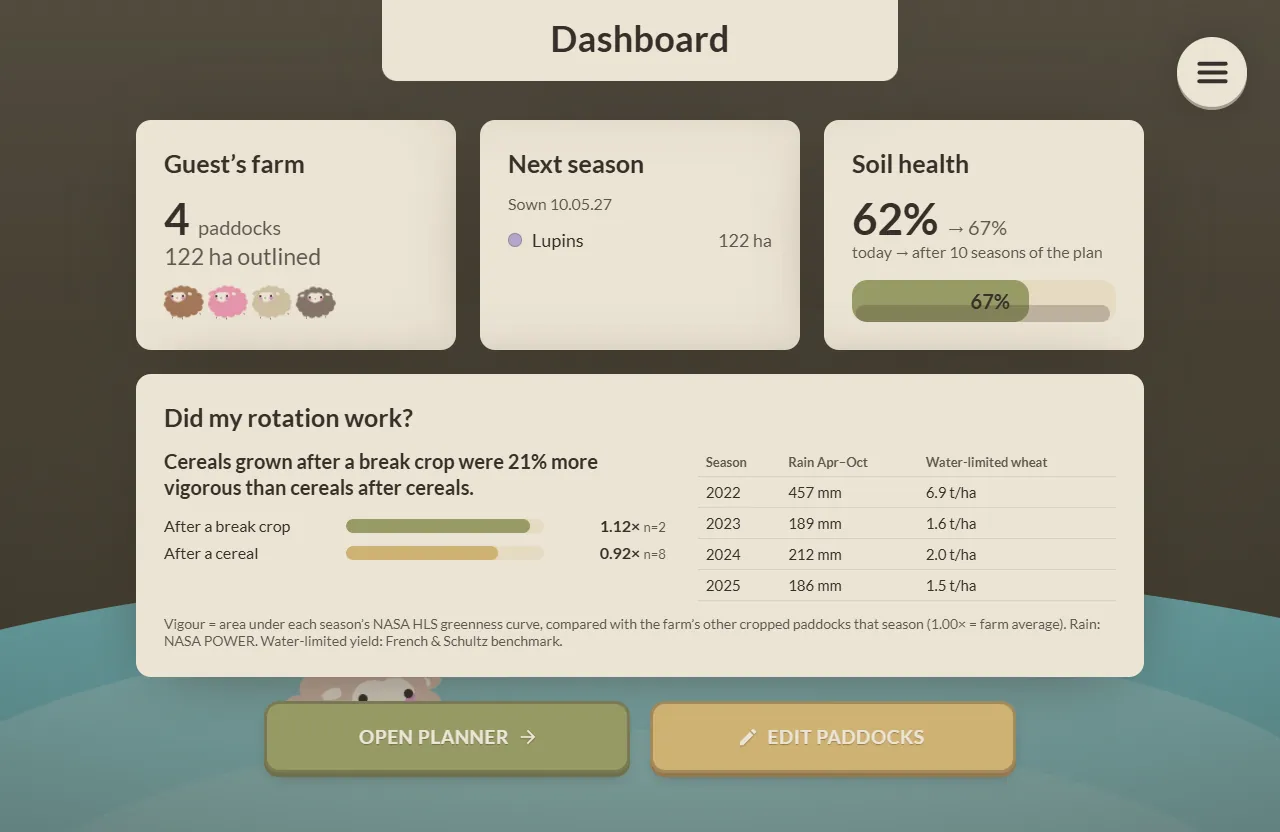 Dashboard
Guest's farm
4 paddocks
122 ha outlined
Next season
Sown 10.05.27
Lupins 122 ha
Soil health
62% → 67%
today → after 10 seasons of the plan
67%
Did my rotation work?
Cereals grown after a break crop were 21% more
vigorous than cereals after cereals.
After a break crop 1.12× n=2
After a cereal 0.92× n=8
Season Rain Apr–Oct Water-limited wheat
2022 457 mm 6.9 t/ha
2023 189 mm 1.6 t/ha
2024 212 mm 2.0 t/ha
2025 186 mm 1.5 t/ha
Vigour = area under each season's NASA HLS greenness curve, compared with the farm's other cropped paddocks that season (1.00× = farm average). Rain:
NASA POWER. Water-limited yield: French & Schultz benchmark.
OPEN PLANNER →
EDIT PADDOCKS